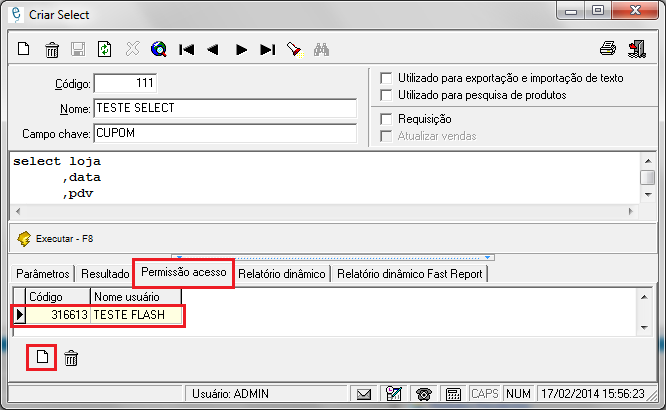 Criar Select
Código: 111
Nome: TESTE SELECT
Campo chave: CUPOM
Utilizado para exportação e importação de texto
Utilizado para pesquisa de produtos
Requisição
Atualizar vendas
select loja
,data
,pdv
Executar - F8
Parâmetros Resultado Permissão acesso Relatório dinâmico Relatório dinâmico Fast Report
Código Nome usuário
316613 TESTE FLASH
Usuário: ADMIN CAPS NUM 17/02/2014 15:56:23